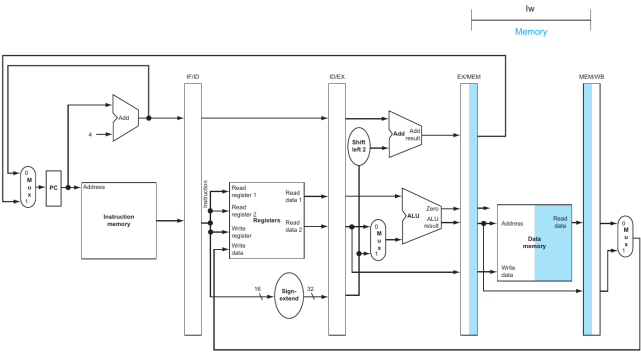 lw
Memory
IF/ID
ID/EX
EX/MEM
MEM/WB
Add
4
0
M
u
x
1
PC
Address
Instruction
memory
Instruction
Read
register 1
Read
register 2
Write
register
Write
data
Registers
Read
data 1
Read
data 2
16
Sign-
extend
32
Shift
left 2
Add
Add
result
0
M
u
x
1
ALU
Zero
ALU
result
Address
Write
data
Data
memory
Read
data
0
M
u
x
1